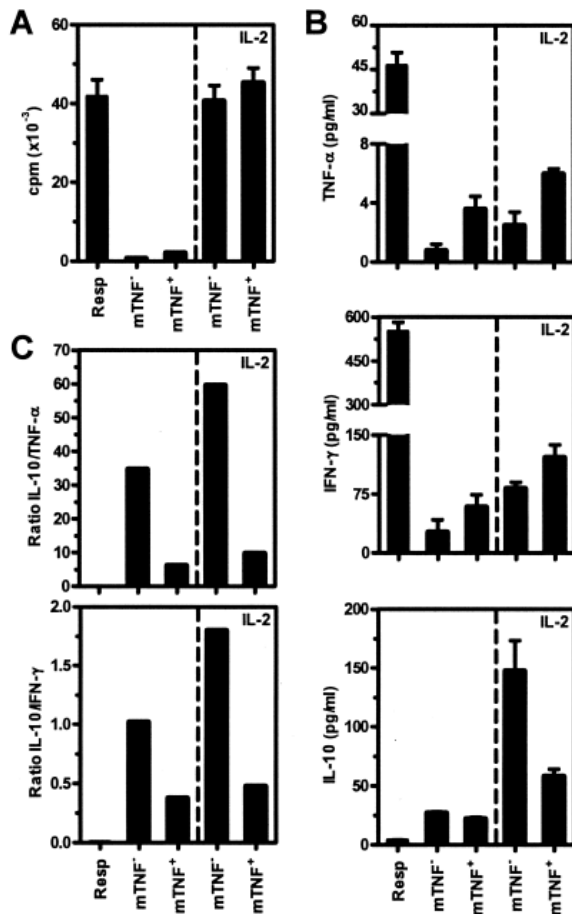 A
IL-2
cpm (x10⁻³)
60
40
20
0
Resp
mTNF⁻
mTNF⁺
mTNF⁻
mTNF⁺
B
IL-2
TNF-α (pg/ml)
60
45
30
8
4
0
IL-2
IFN-γ (pg/ml)
600
450
300
150
75
0
IL-2
IL-10 (pg/ml)
200
150
100
50
0
Resp
mTNF⁻
mTNF⁺
mTNF⁻
mTNF⁺
C
IL-2
Ratio IL-10/TNF-α
70
60
50
40
30
20
10
0
IL-2
Ratio IL-10/IFN-γ
2.0
1.5
1.0
0.5
0.0
Resp
mTNF⁻
mTNF⁺
mTNF⁻
mTNF⁺